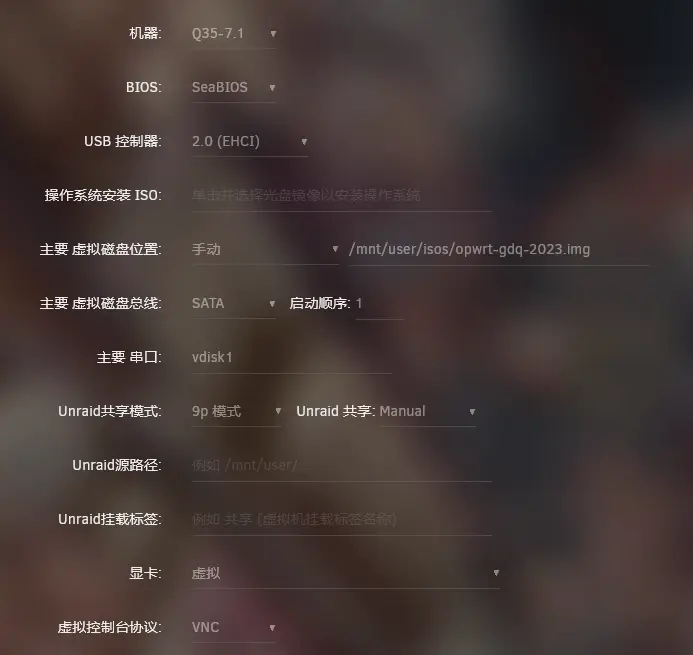 机器: Q35-7.1
BIOS: SeaBIOS
USB 控制器: 2.0 (EHCI)
操作系统安装 ISO: 单击并选择光盘镜像以安装操作系统
主要 虚拟磁盘位置: 手动 /mnt/user/isos/opwrt-gdq-2023.img
主要 虚拟磁盘总线: SATA 启动顺序: 1
主要 串口: vdisk1
Unraid共享模式: 9p 模式 Unraid 共享: Manual
Unraid源路径: 例如 /mnt/user/
Unraid挂载标签: 例如 共享 (虚拟机挂载标签名称)
显卡: 虚拟
虚拟控制台协议: VNC